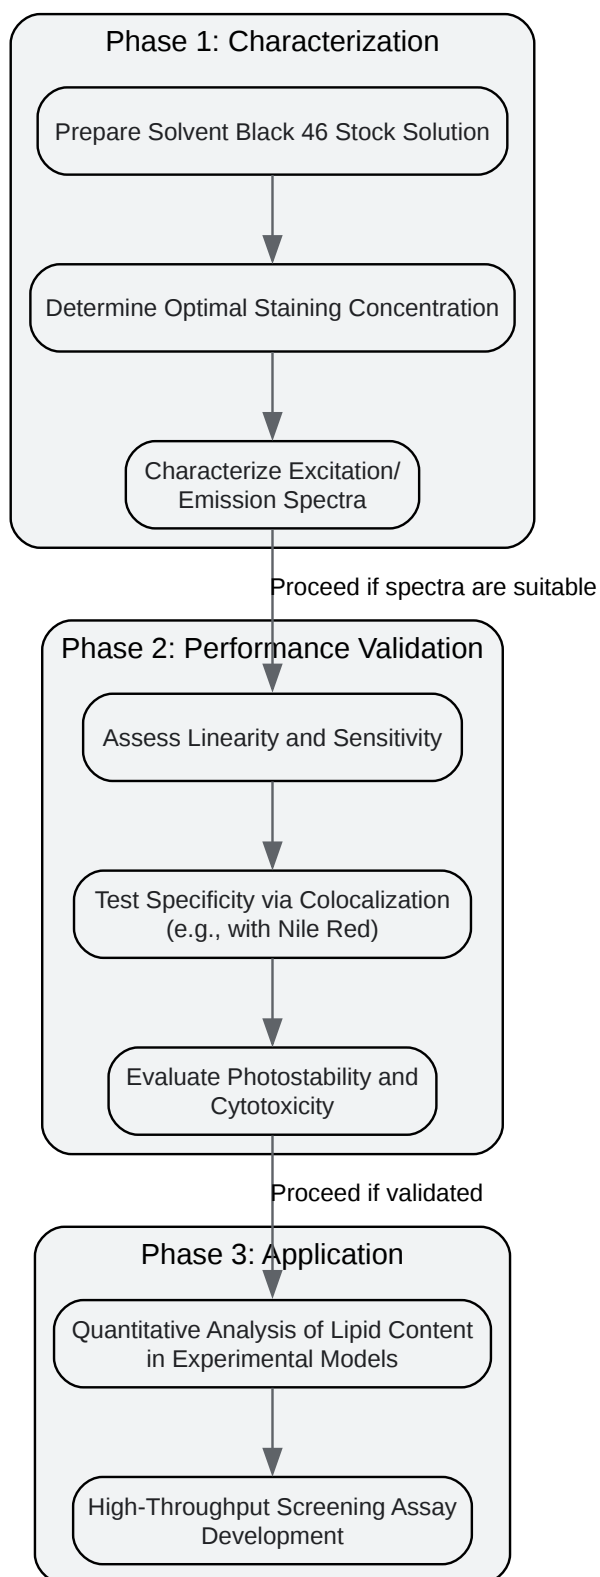 Phase 1: Characterization
Prepare Solvent Black 46 Stock Solution
Determine Optimal Staining Concentration
Characterize Excitation/
Emission Spectra
Proceed if spectra are suitable
Phase 2: Performance Validation
Assess Linearity and Sensitivity
Test Specificity via Colocalization
(e.g., with Nile Red)
Evaluate Photostability and
Cytotoxicity
Proceed if validated
Phase 3: Application
Quantitative Analysis of Lipid Content
in Experimental Models
High-Throughput Screening Assay
Development